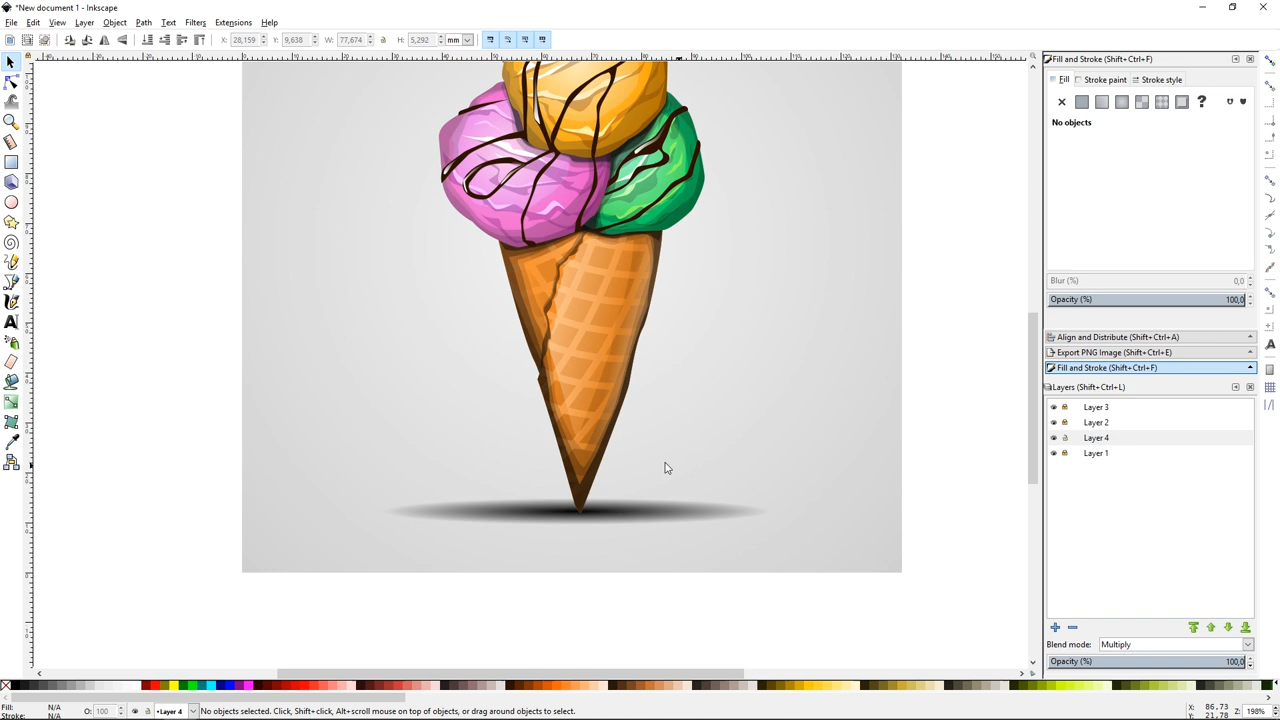 *New document 1 - Inkscape
File Edit View Layer Object Path Text Filters Extensions Help
X: 28,159 Y: 9,638 W: 77,674 H: 5,292 mm
Fill and Stroke (Shift+Ctrl+F)
Fill Stroke paint Stroke style
No objects
Blur (%) 0,0
Opacity (%) 100,0
Align and Distribute (Shift+Ctrl+A)
Export PNG Image (Shift+Ctrl+E)
Fill and Stroke (Shift+Ctrl+F)
Layers (Shift+Ctrl+L)
Layer 3
Layer 2
Layer 4
Layer 1
Blend mode: Multiply
Opacity (%) 100,0
Fill: N/A
Stroke: N/A
O: 100
Layer 4
No objects selected. Click, Shift+click, Alt+scroll mouse on top of objects, or drag around objects to select.
X: 86,73
Y: 21,78
Z: 198%